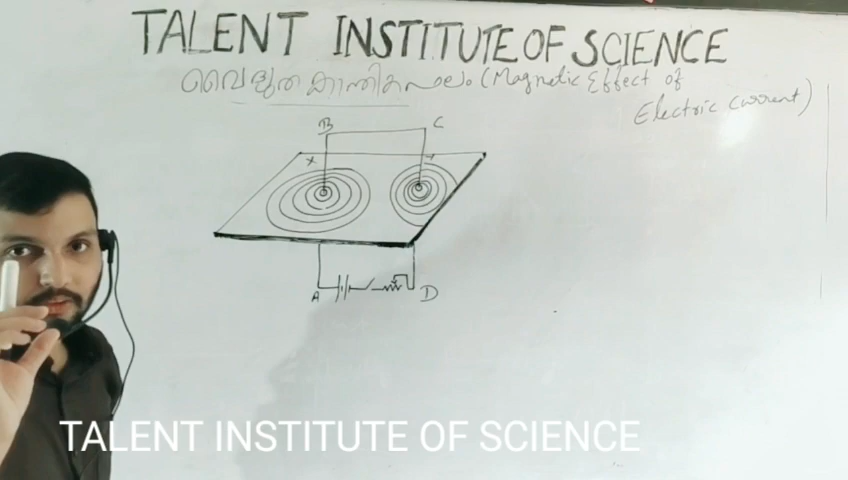 TALENT INSTITUTE OF SCIENCE
വൈദ്യുത കാന്തിക ഫലം (Magnetic Effect of
Electric Current)
B C
X Y
A D
TALENT INSTITUTE OF SCIENCE